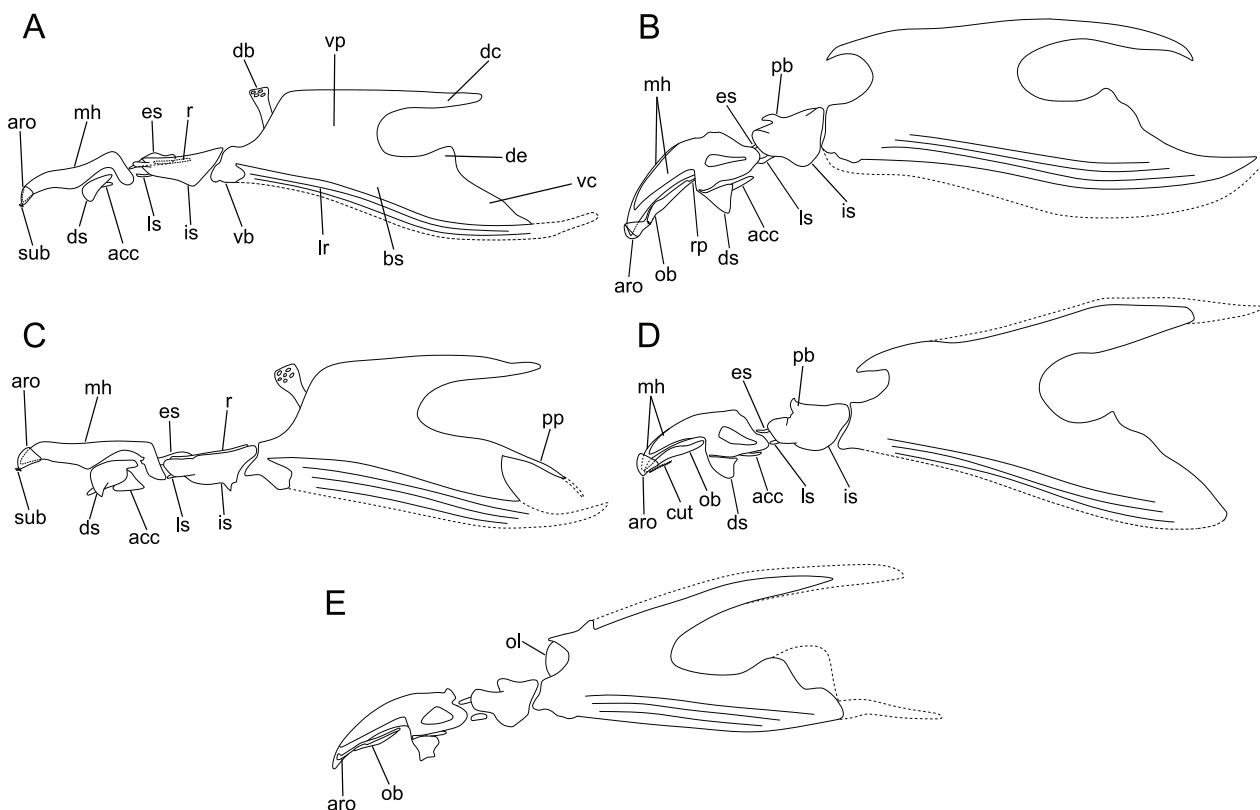 A
db
vp
dc
mh
es
r
aro
de
vc
sub
ds
acc
ls
is
vb
lr
bs
B
pb
mh
es
aro
ob
rp
ds
acc
ls
is
C
aro
mh
es
r
pp
sub
ds
acc
ls
is
D
mh
es
pb
aro
cut
ob
ds
acc
ls
is
E
ol
aro
ob